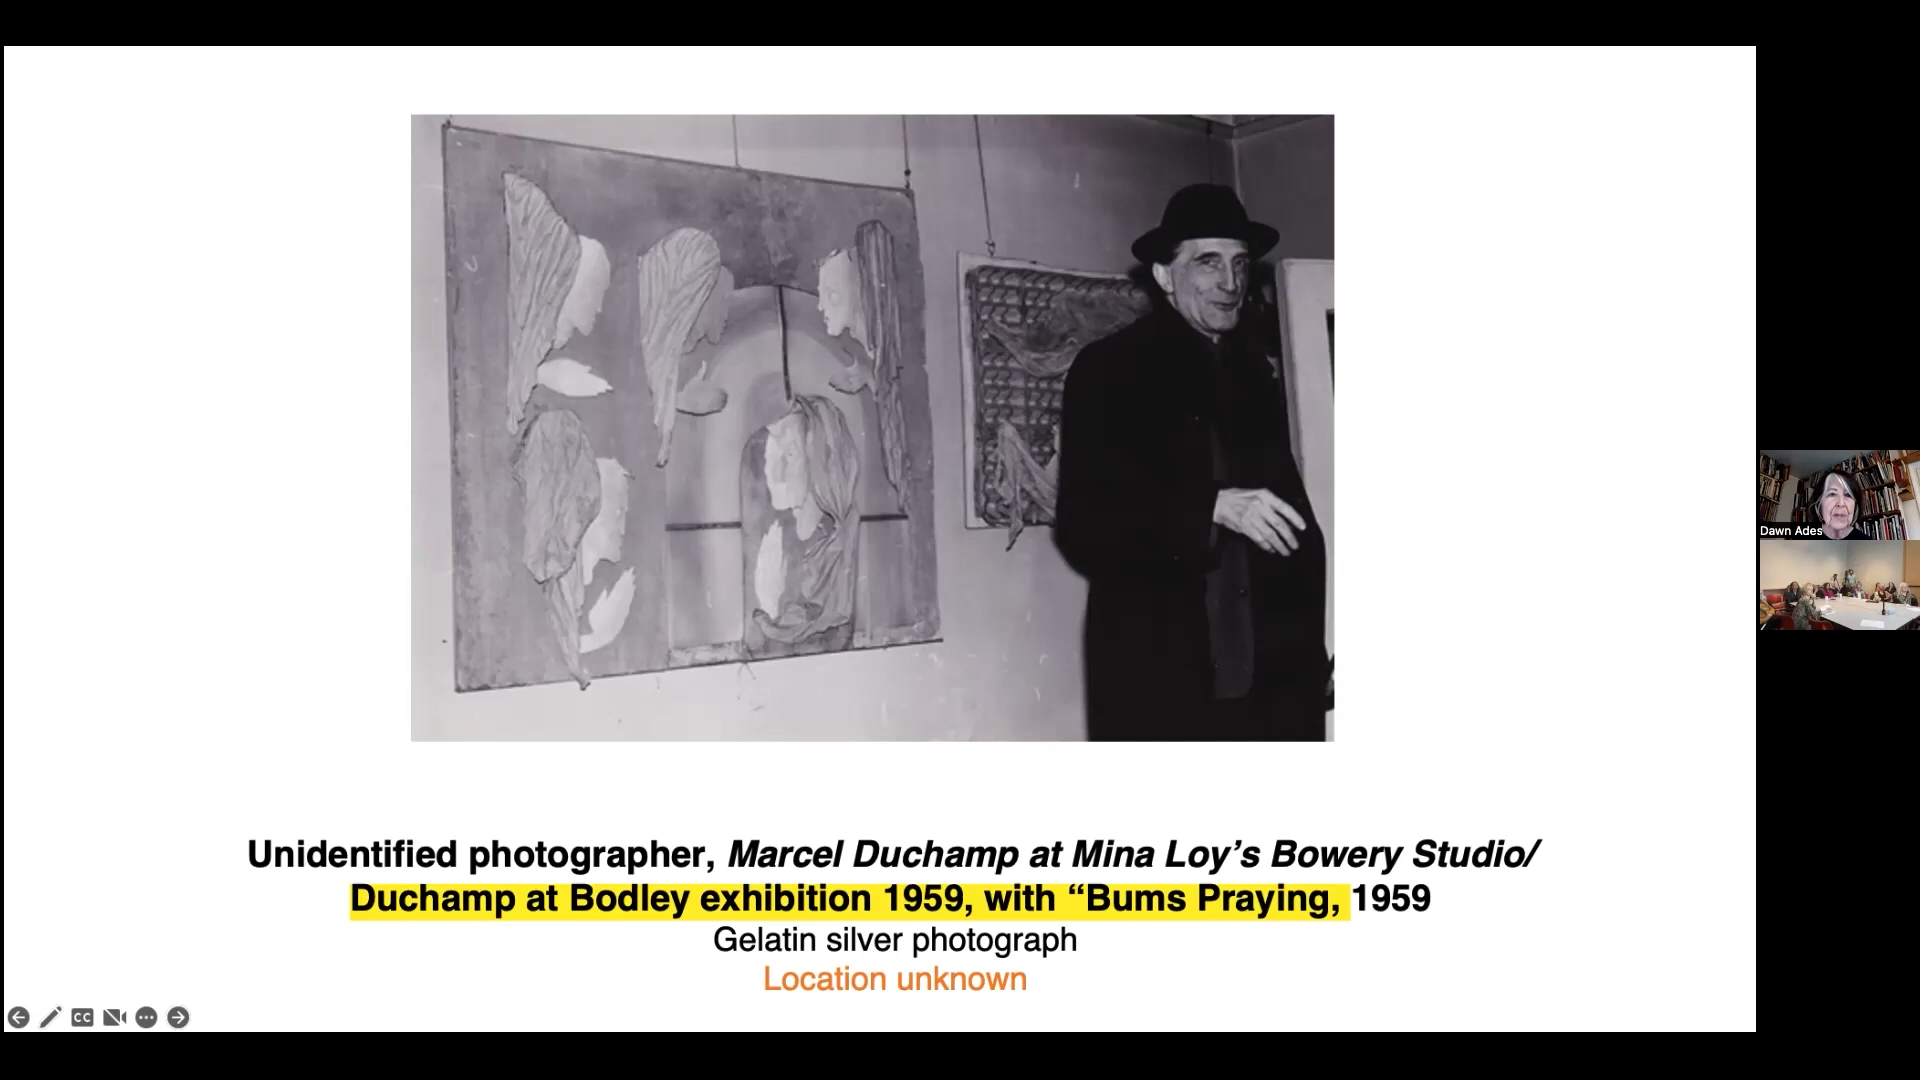 Unidentified photographer, Marcel Duchamp at Mina Loy’s Bowery Studio/
Duchamp at Bodley exhibition 1959, with “Bums Praying, 1959
Gelatin silver photograph
Location unknown
Dawn Ades
CC